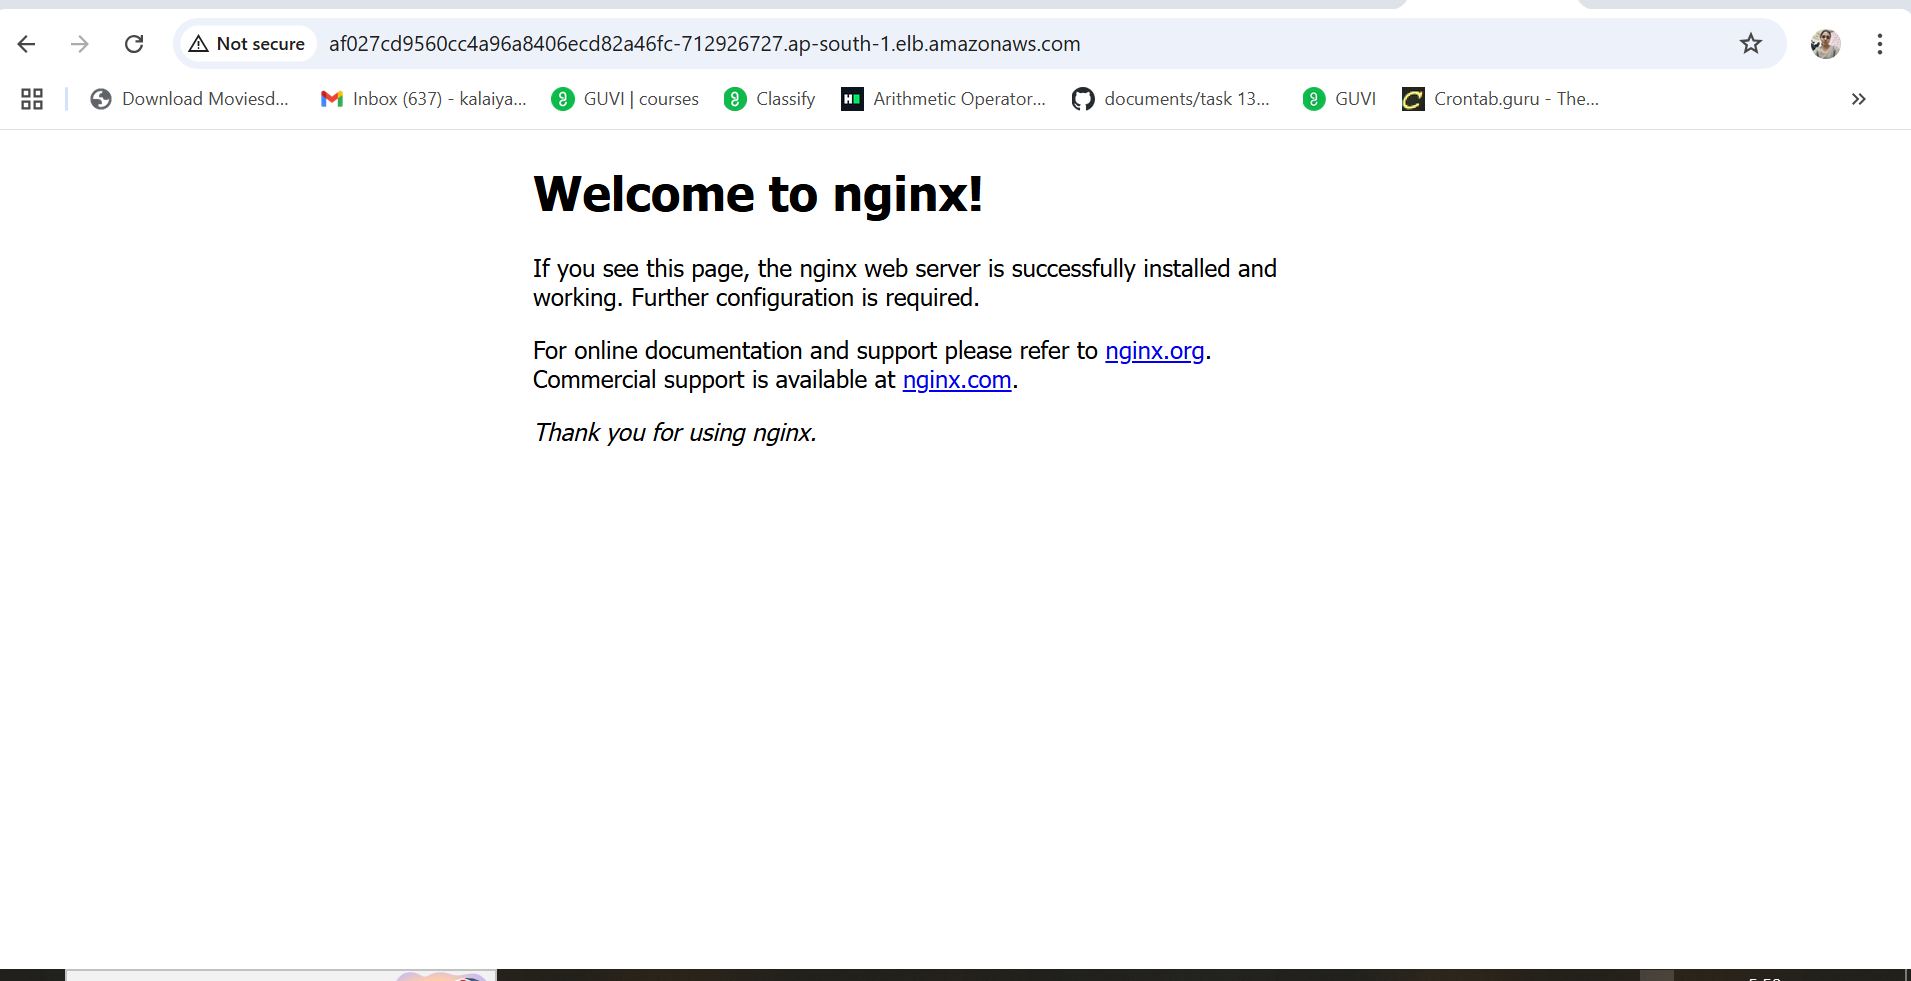 Not secure af027cd9560cc4a96a8406ecd82a46fc-712926727.ap-south-1.elb.amazonaws.com
Download Moviesd... Inbox (637) - kalaiya... GUVI | courses Classify Arithmetic Operator... documents/task 13... GUVI Crontab.guru - The...
Welcome to nginx!
If you see this page, the nginx web server is successfully installed and
working. Further configuration is required.
For online documentation and support please refer to nginx.org.
Commercial support is available at nginx.com.
Thank you for using nginx.